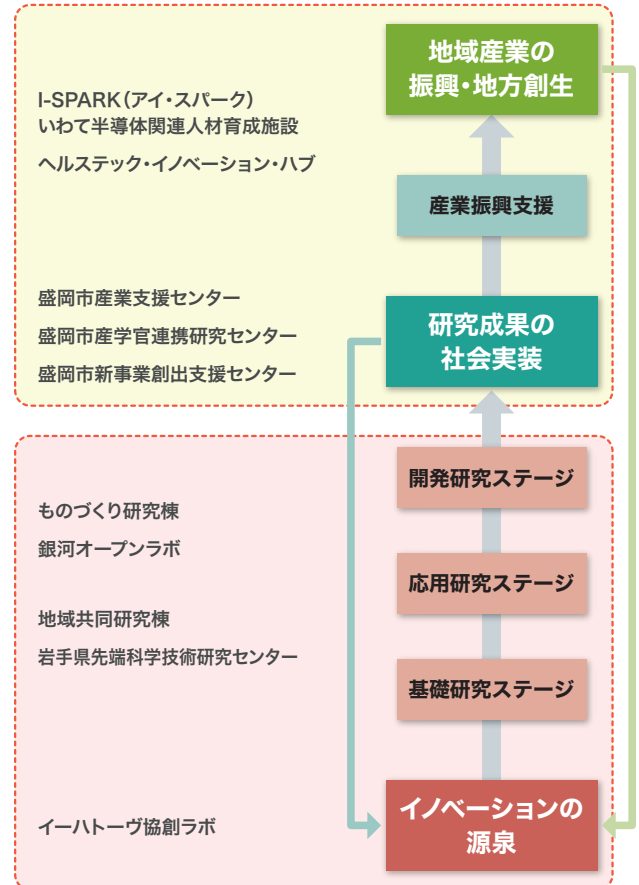 地域産業の
振興・地方創生
I-SPARK(アイ・スパーク)
いわて半導体関連人材育成施設
ヘルステック・イノベーション・ハブ
産業振興支援
盛岡市産業支援センター
盛岡市産学官連携研究センター
盛岡市新事業創出支援センター
研究成果の
社会実装
開発研究ステージ
ものづくり研究棟
銀河オープンラボ
応用研究ステージ
地域共同研究棟
岩手県先端科学技術研究センター
基礎研究ステージ
イーハトーヴ協創ラボ
イノベーションの
源泉